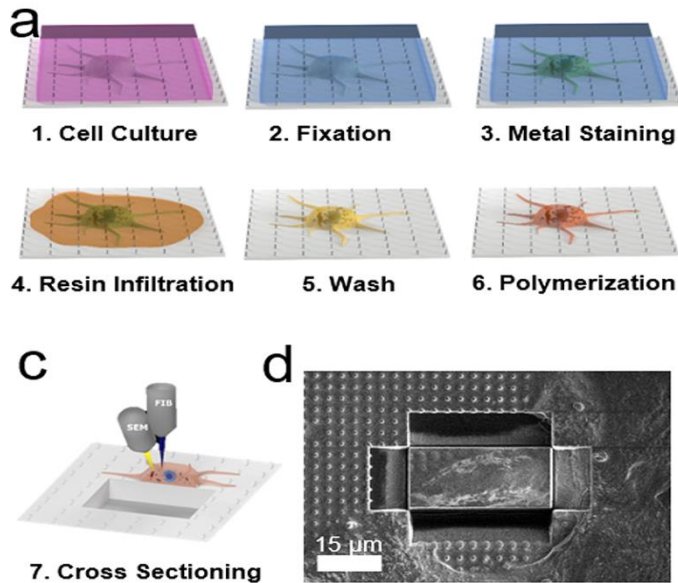 a
1. Cell Culture
2. Fixation
3. Metal Staining
4. Resin Infiltration
5. Wash
6. Polymerization
c
SEM
FIB
7. Cross Sectioning
d
15 µm